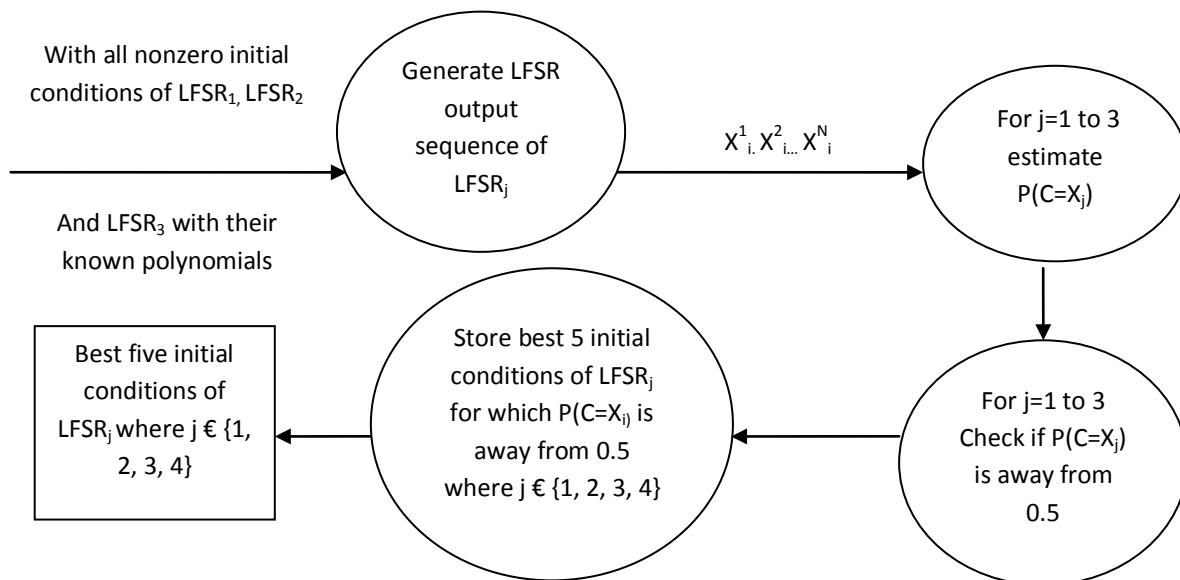 With all nonzero initial
conditions of LFSR₁, LFSR₂
And LFSR₃ with their
known polynomials
Generate LFSR
output
sequence of
LFSRⱼ
X¹ᵢ. X²ᵢ... Xᴺᵢ
For j=1 to 3
estimate
P(C=Xⱼ)
For j=1 to 3
Check if P(C=Xⱼ)
is away from
0.5
Store best 5 initial
conditions of LFSRⱼ
for which P(C=Xᵢ) is
away from 0.5
where j € {1, 2, 3, 4}
Best five initial
conditions of
LFSRⱼ where j € {1,
2, 3, 4}